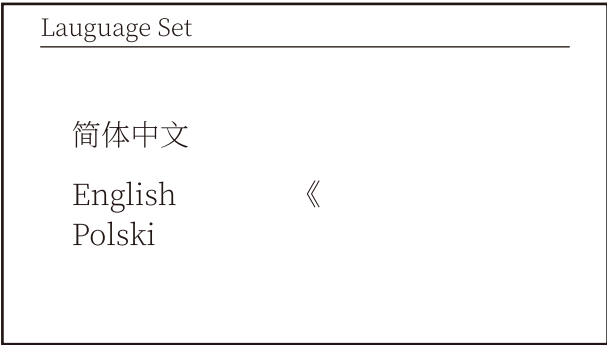 Lauguage Set
简体中文
English 《
Polski